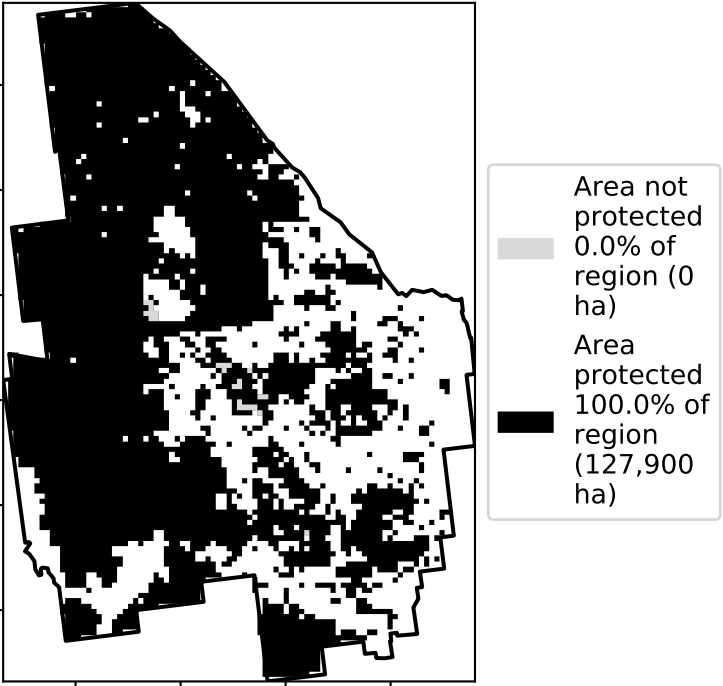 Area not
protected
0.0% of
region (0
ha)
Area
protected
100.0% of
region
(127,900
ha)